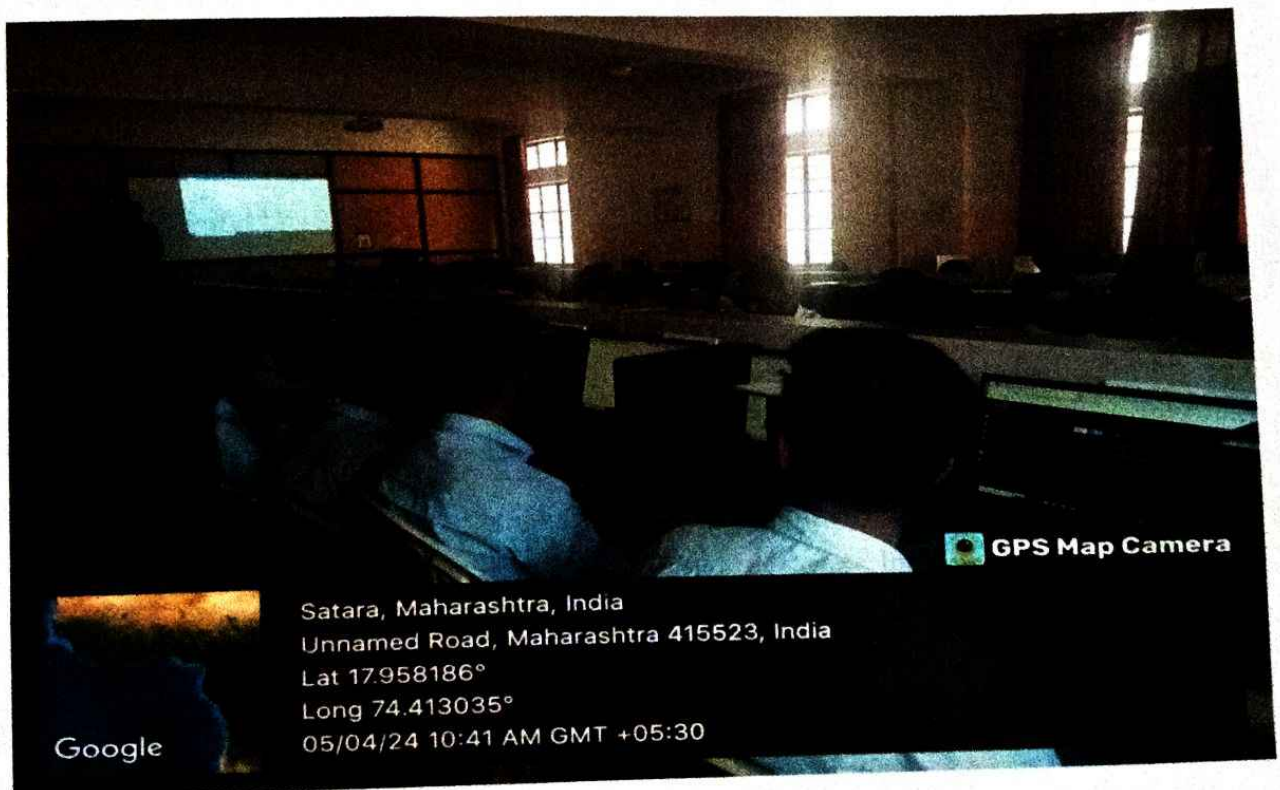 GPS Map Camera
Satara, Maharashtra, India
Unnamed Road, Maharashtra 415523, India
Lat 17.958186°
Long 74.413035°
05/04/24 10:41 AM GMT +05:30
Google